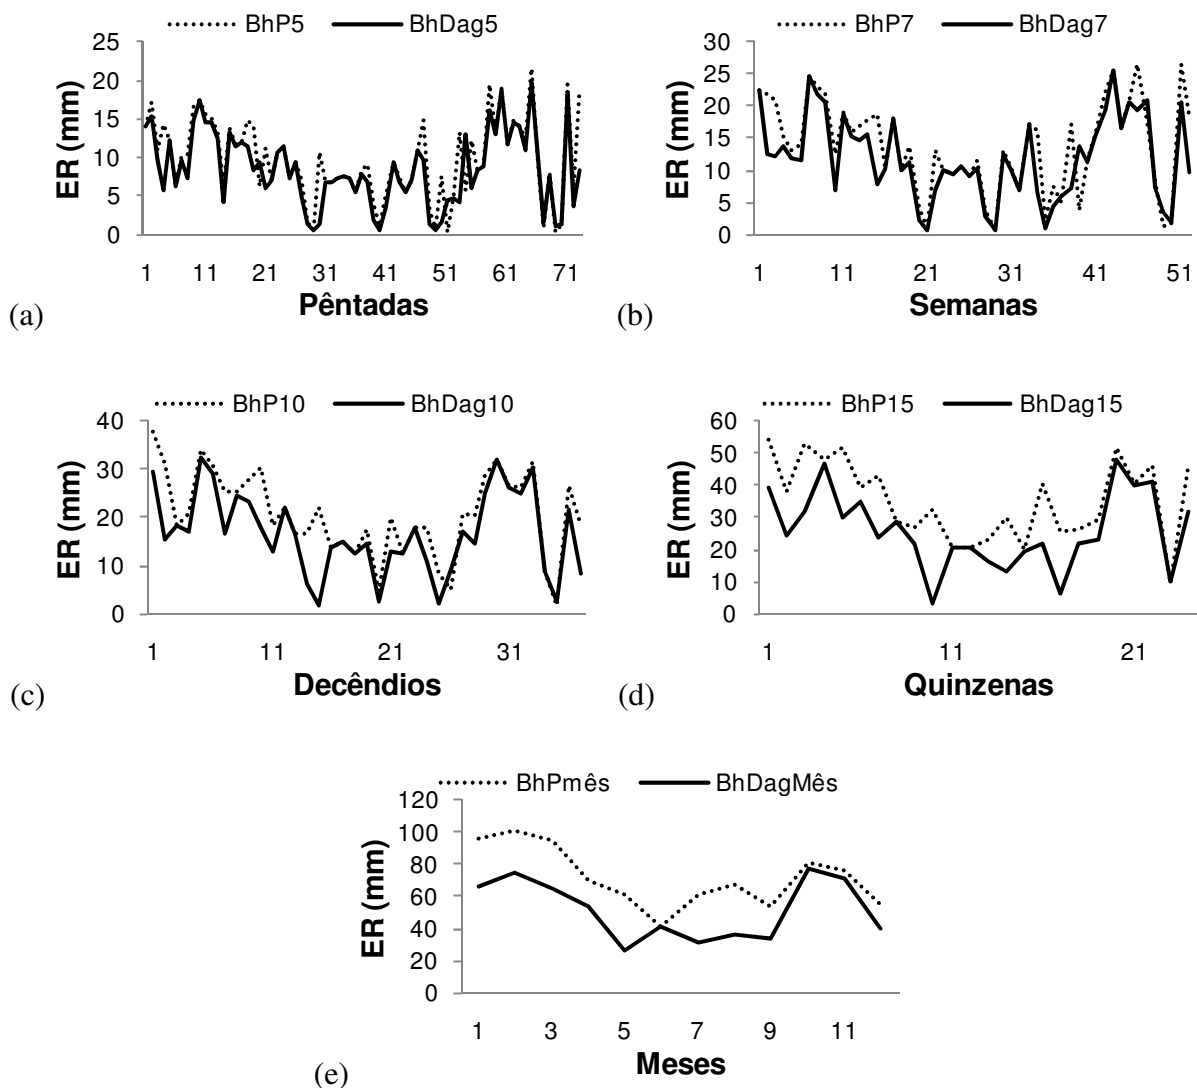 BhP5 BhDag5
25
20
15
10
5
0
ER (mm)
1 11 21 31 41 51 61 71
Pêntadas
(a)
BhP7 BhDag7
30
25
20
15
10
5
0
ER (mm)
1 11 21 31 41 51
Semanas
(b)
BhP10 BhDag10
40
30
20
10
0
ER (mm)
1 11 21 31
Decêndios
(c)
BhP15 BhDag15
60
50
40
30
20
10
0
ER (mm)
1 11 21
Quinzenas
(d)
BhPmês BhDagMês
120
100
80
60
40
20
0
ER (mm)
1 3 5 7 9 11
Meses
(e)